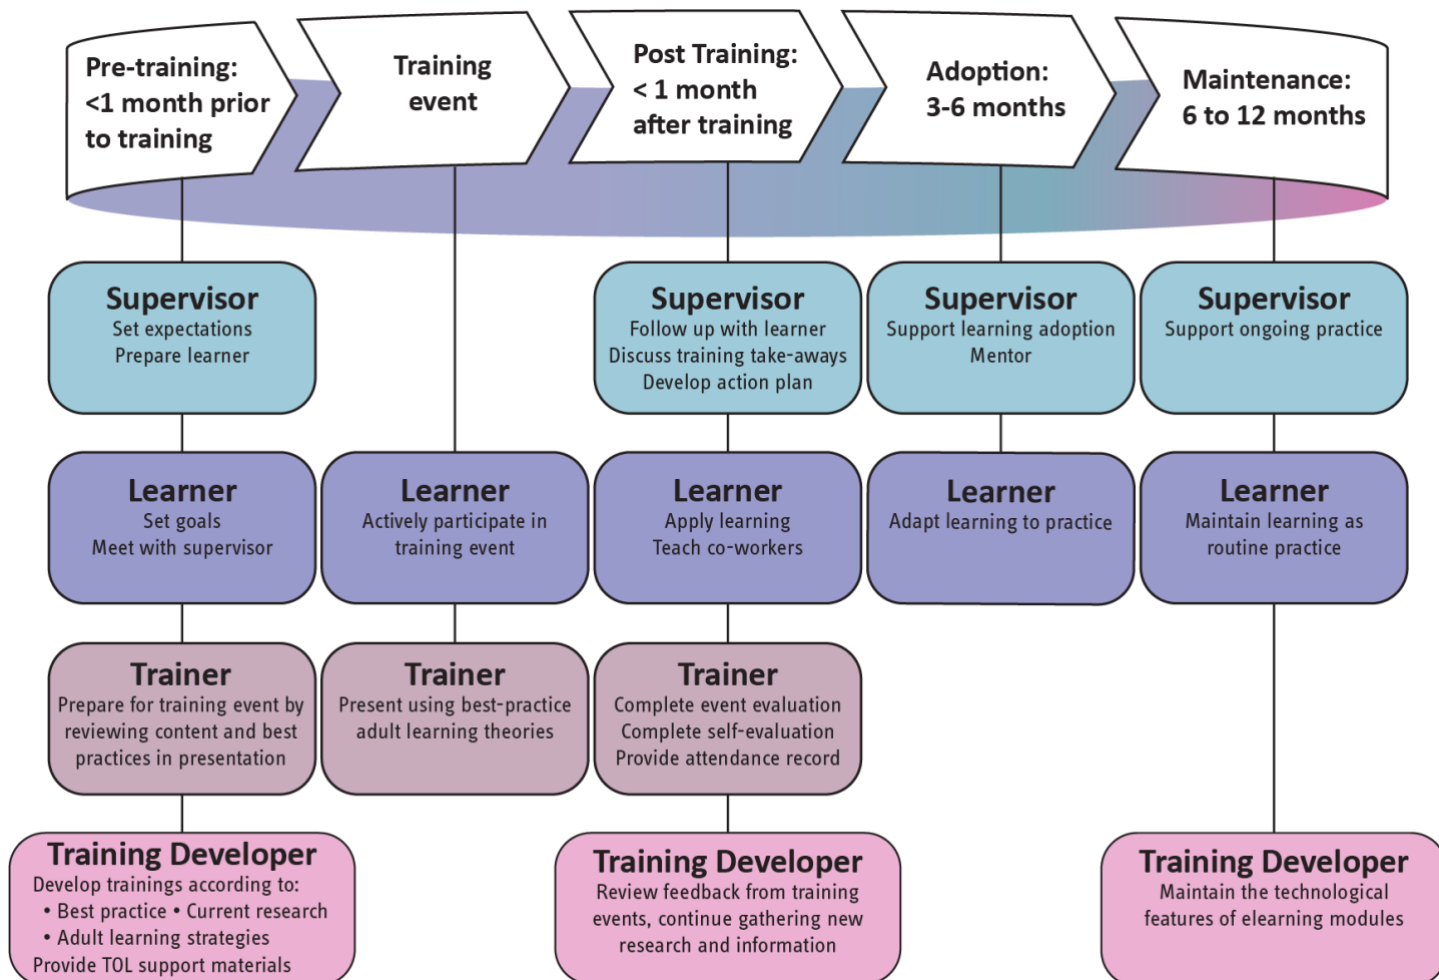 Pre-training:
<1 month prior
to training
Training
event
Post Training:
< 1 month
after training
Adoption:
3-6 months
Maintenance:
6 to 12 months
Supervisor
Set expectations
Prepare learner
Supervisor
Follow up with learner
Discuss training take-aways
Develop action plan
Supervisor
Support learning adoption
Mentor
Supervisor
Support ongoing practice
Learner
Set goals
Meet with supervisor
Learner
Actively participate in
training event
Learner
Apply learning
Teach co-workers
Learner
Adapt learning to practice
Learner
Maintain learning as
routine practice
Trainer
Prepare for training event by
reviewing content and best
practices in presentation
Trainer
Present using best-practice
adult learning theories
Trainer
Complete event evaluation
Complete self-evaluation
Provide attendance record
Training Developer
Develop trainings according to:
• Best practice • Current research
• Adult learning strategies
Provide TOL support materials
Training Developer
Review feedback from training
events, continue gathering new
research and information
Training Developer
Maintain the technological
features of elearning modules